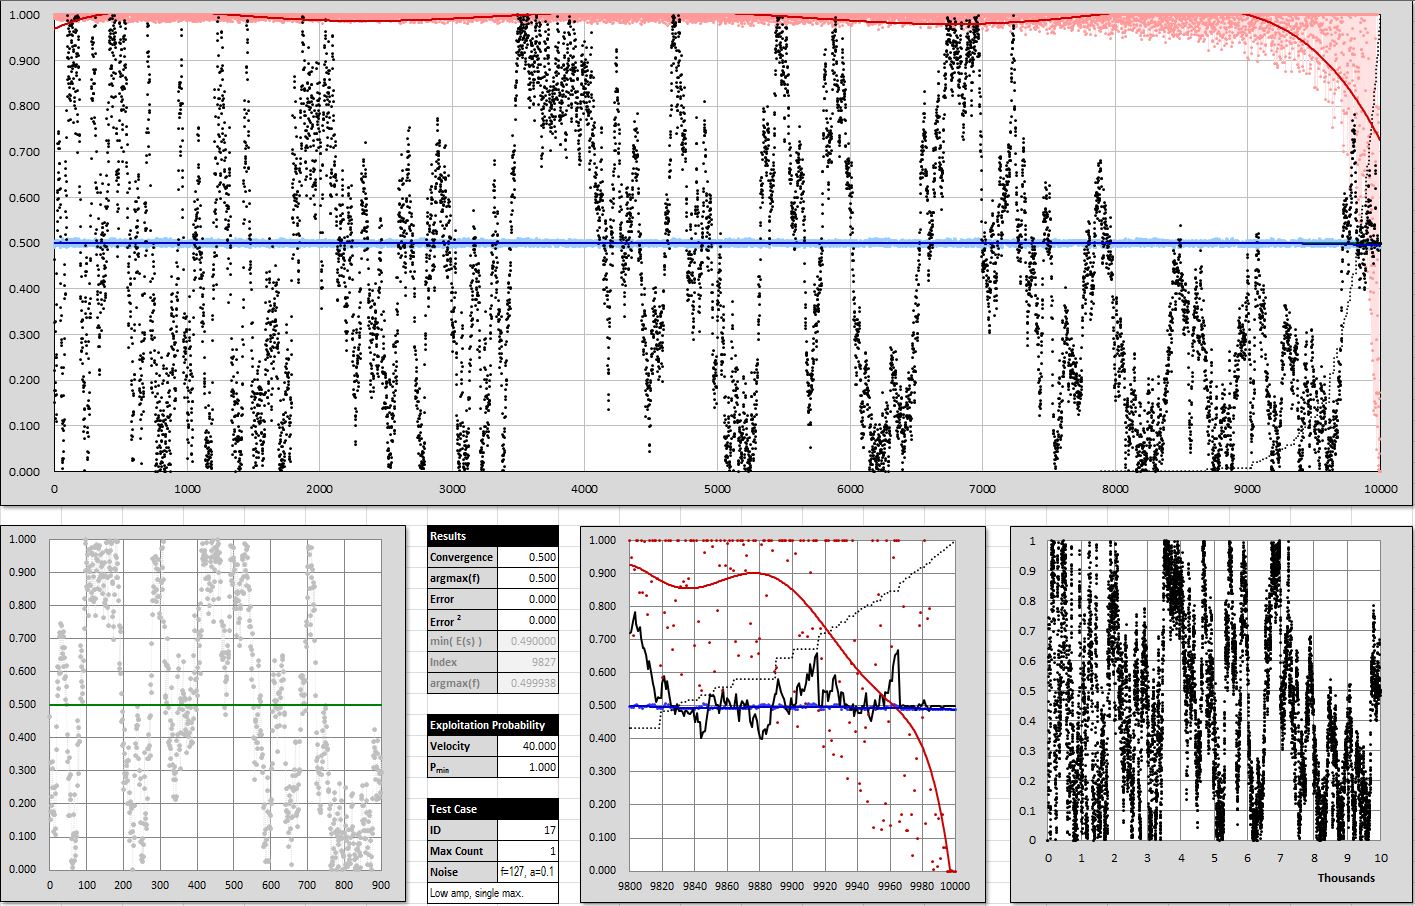 1.000
0.900
0.800
0.700
0.600
0.500
0.400
0.300
0.200
0.100
0.000
0 1000 2000 3000 4000 5000 6000 7000 8000 9000 10000
1.000
0.900
0.800
0.700
0.600
0.500
0.400
0.300
0.200
0.100
0.000
0 100 200 300 400 500 600 700 800 900
Results
Convergence 0.500
argmax(f) 0.500
Error 0.000
Error 2 0.000
min( E(s) ) 0.490000
Index 9827
argmax(f) 0.499938
Exploitation Probability
Velocity 40.000
Pmin 1.000
Test Case
ID 17
Max Count 1
Noise f=127, a=0.1
Low amp, single max.
1.000
0.900
0.800
0.700
0.600
0.500
0.400
0.300
0.200
0.100
0.000
9800 9820 9840 9860 9880 9900 9920 9940 9960 9980 10000
1
0.9
0.8
0.7
0.6
0.5
0.4
0.3
0.2
0.1
0
0 1 2 3 4 5 6 7 8 9 10
Thousands